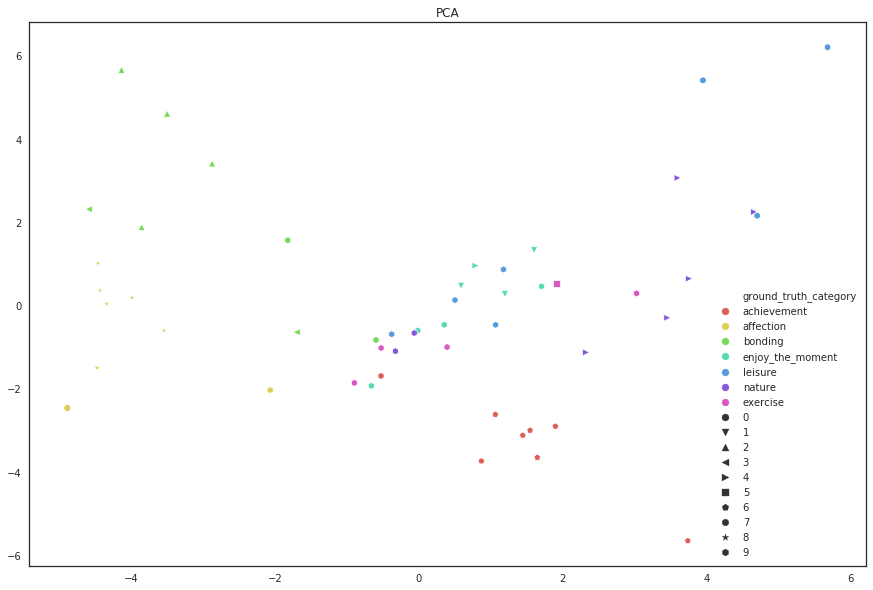 PCA
6
4
2
0
−2
−4
−6
−4
−2
0
2
4
6
ground_truth_category
achievement
affection
bonding
enjoy_the_moment
leisure
nature
exercise
0
1
2
3
4
5
6
7
8
9